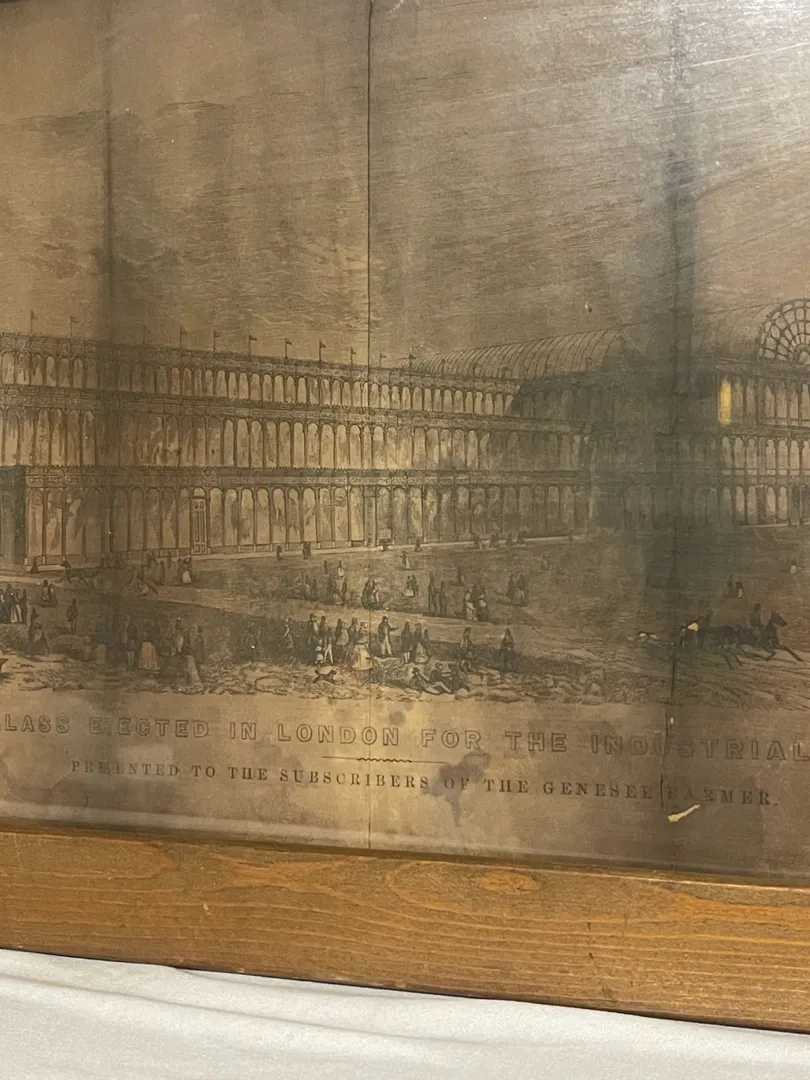 LASS ERECTED IN LONDON FOR THE INDUSTRIAL
PRESENTED TO THE SUBSCRIBERS OF THE GENESEE FARMER.